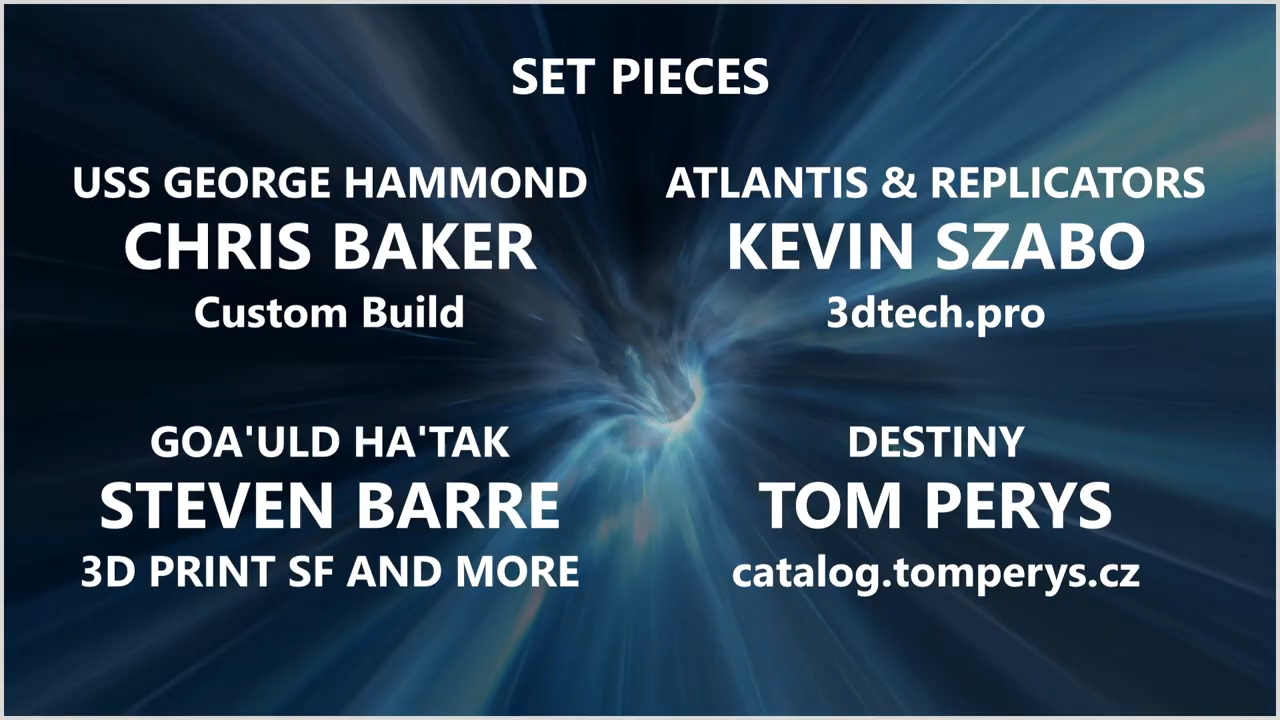 SET PIECES
USS GEORGE HAMMOND
CHRIS BAKER
Custom Build
ATLANTIS & REPLICATORS
KEVIN SZABO
3dtech.pro
GOA'ULD HA'TAK
STEVEN BARRE
3D PRINT SF AND MORE
DESTINY
TOM PERYS
catalog.tomperys.cz